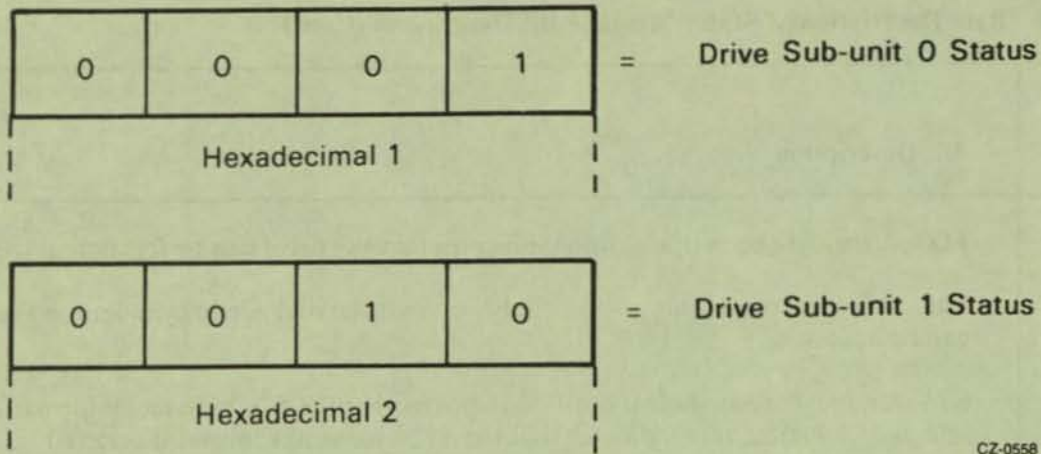 0 0 0 1 = Drive Sub-unit 0 Status
Hexadecimal 1
0 0 1 0 = Drive Sub-unit 1 Status
Hexadecimal 2
CZ-0558